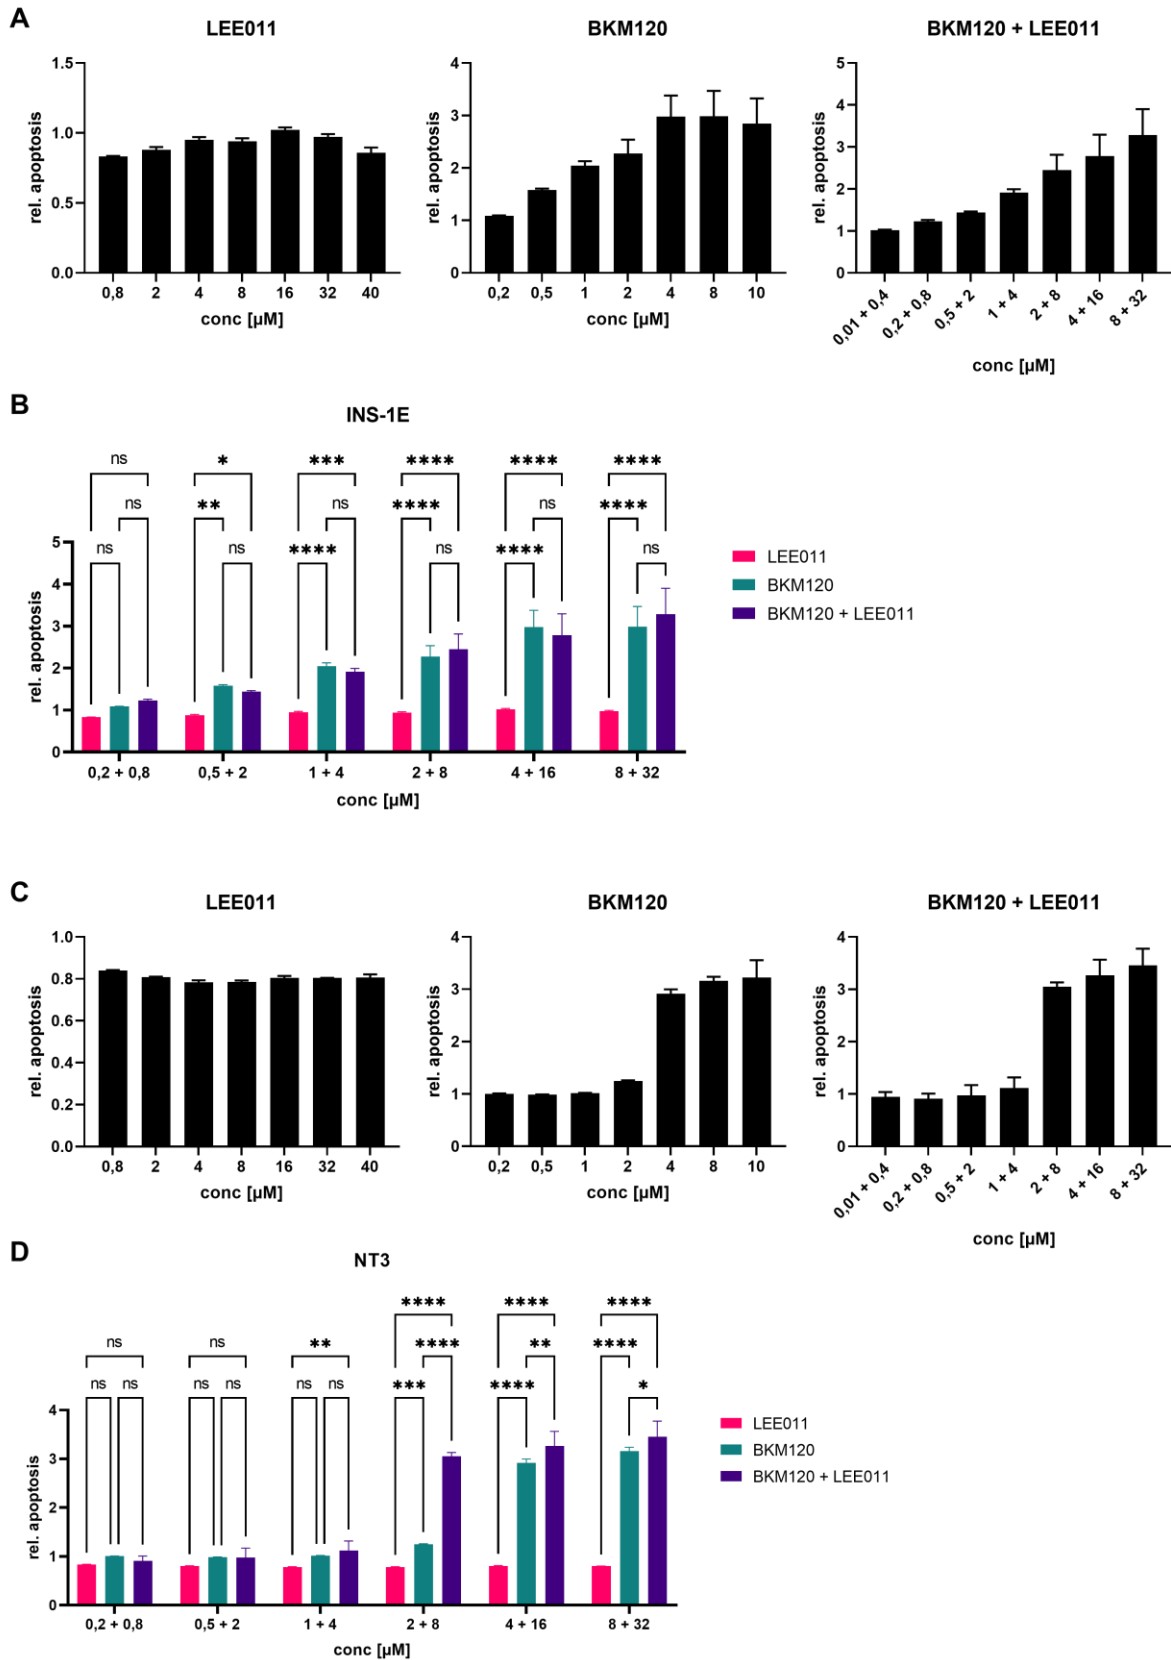 A
LEE011
BKM120
BKM120 + LEE011
rel. apoptosis
1.5
1.0
0.5
0.0
0,8 2 4 8 16 32 40
conc [µM]
rel. apoptosis
4
3
2
1
0
0,2 0,5 1 2 4 8 10
conc [µM]
rel. apoptosis
5
4
3
2
1
0
0,01 + 0,4 0,2 + 0,8 0,5 + 2 1 + 4 2 + 8 4 + 16 8 + 32
conc [µM]
B
INS-1E
ns * *** **** **** ****
ns ** ns **** ns ****
ns ns **** ns **** ns
rel. apoptosis
5
4
3
2
1
0
0,2 + 0,8 0,5 + 2 1 + 4 2 + 8 4 + 16 8 + 32
conc [µM]
LEE011
BKM120
BKM120 + LEE011
C
LEE011
BKM120
BKM120 + LEE011
rel. apoptosis
1.0
0.8
0.6
0.4
0.2
0.0
0,8 2 4 8 16 32 40
conc [µM]
rel. apoptosis
4
3
2
1
0
0,2 0,5 1 2 4 8 10
conc [µM]
rel. apoptosis
4
3
2
1
0
0,01 + 0,4 0,2 + 0,8 0,5 + 2 1 + 4 2 + 8 4 + 16 8 + 32
conc [µM]
D
NT3
**** **** ****
ns ns ** **** ** ****
ns ns ns ns ns ns *** **** *
rel. apoptosis
4
3
2
1
0
0,2 + 0,8 0,5 + 2 1 + 4 2 + 8 4 + 16 8 + 32
conc [µM]
LEE011
BKM120
BKM120 + LEE011